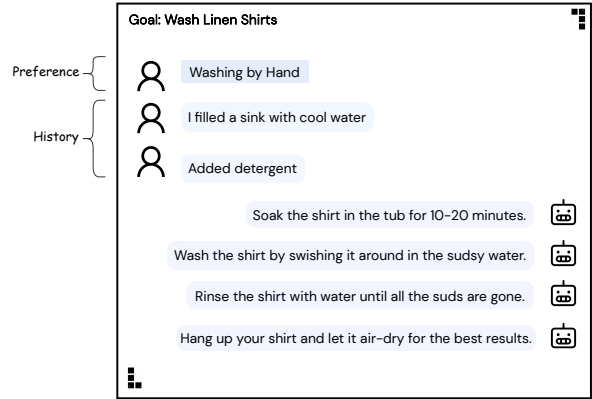 Goal: Wash Linen Shirts
Preference
Washing by Hand
History
I filled a sink with cool water
Added detergent
Soak the shirt in the tub for 10-20 minutes.
Wash the shirt by swishing it around in the sudsy water.
Rinse the shirt with water until all the suds are gone.
Hang up your shirt and let it air-dry for the best results.